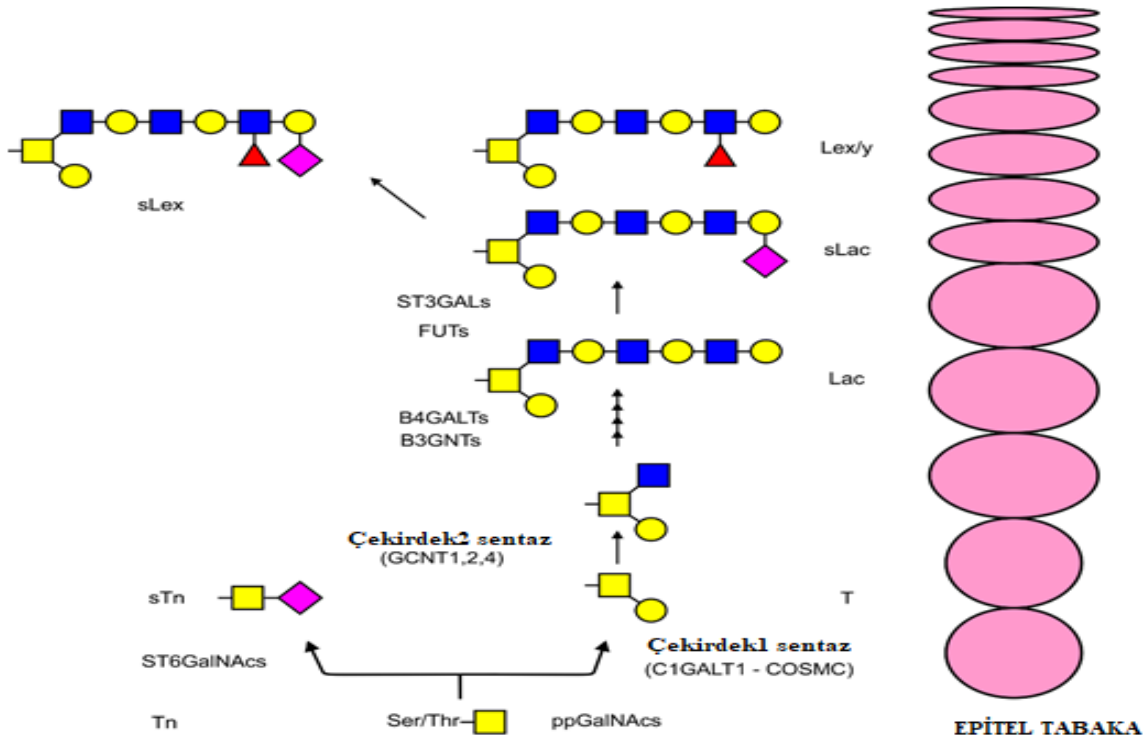 Lex/y
sLex
sLac
ST3GALs
FUTs
Lac
B4GALTs
B3GNTs
Çekirdek2 sentaz
(GCNT1,2,4)
sTn
T
Çekirdek1 sentaz
(C1GALT1 - COSMC)
ST6GalNAcs
Tn
Ser/Thr
ppGalNAcs
EPİTEL TABAKA